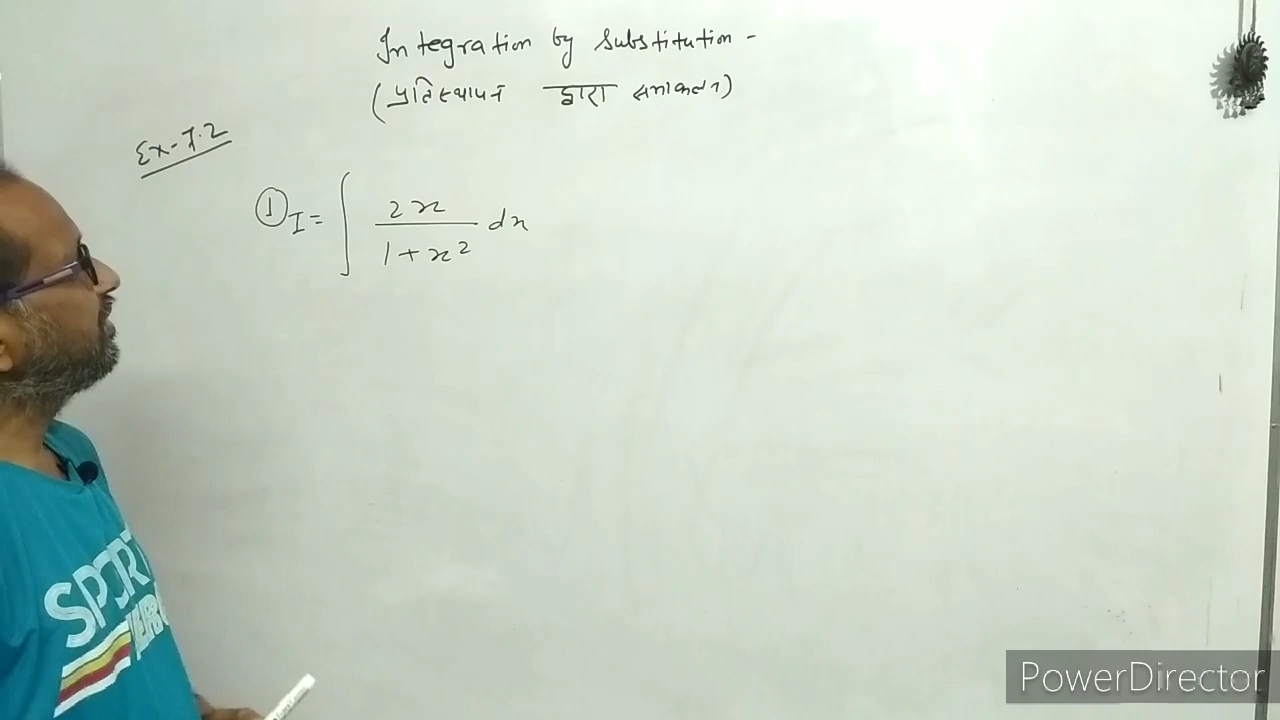 Integration by Substitution -
(प्रतिस्थापन द्वारा समाकलन)
Ex-7.2
① I = ∫ 2x / (1+x²) dx
SPORT
PowerDirector